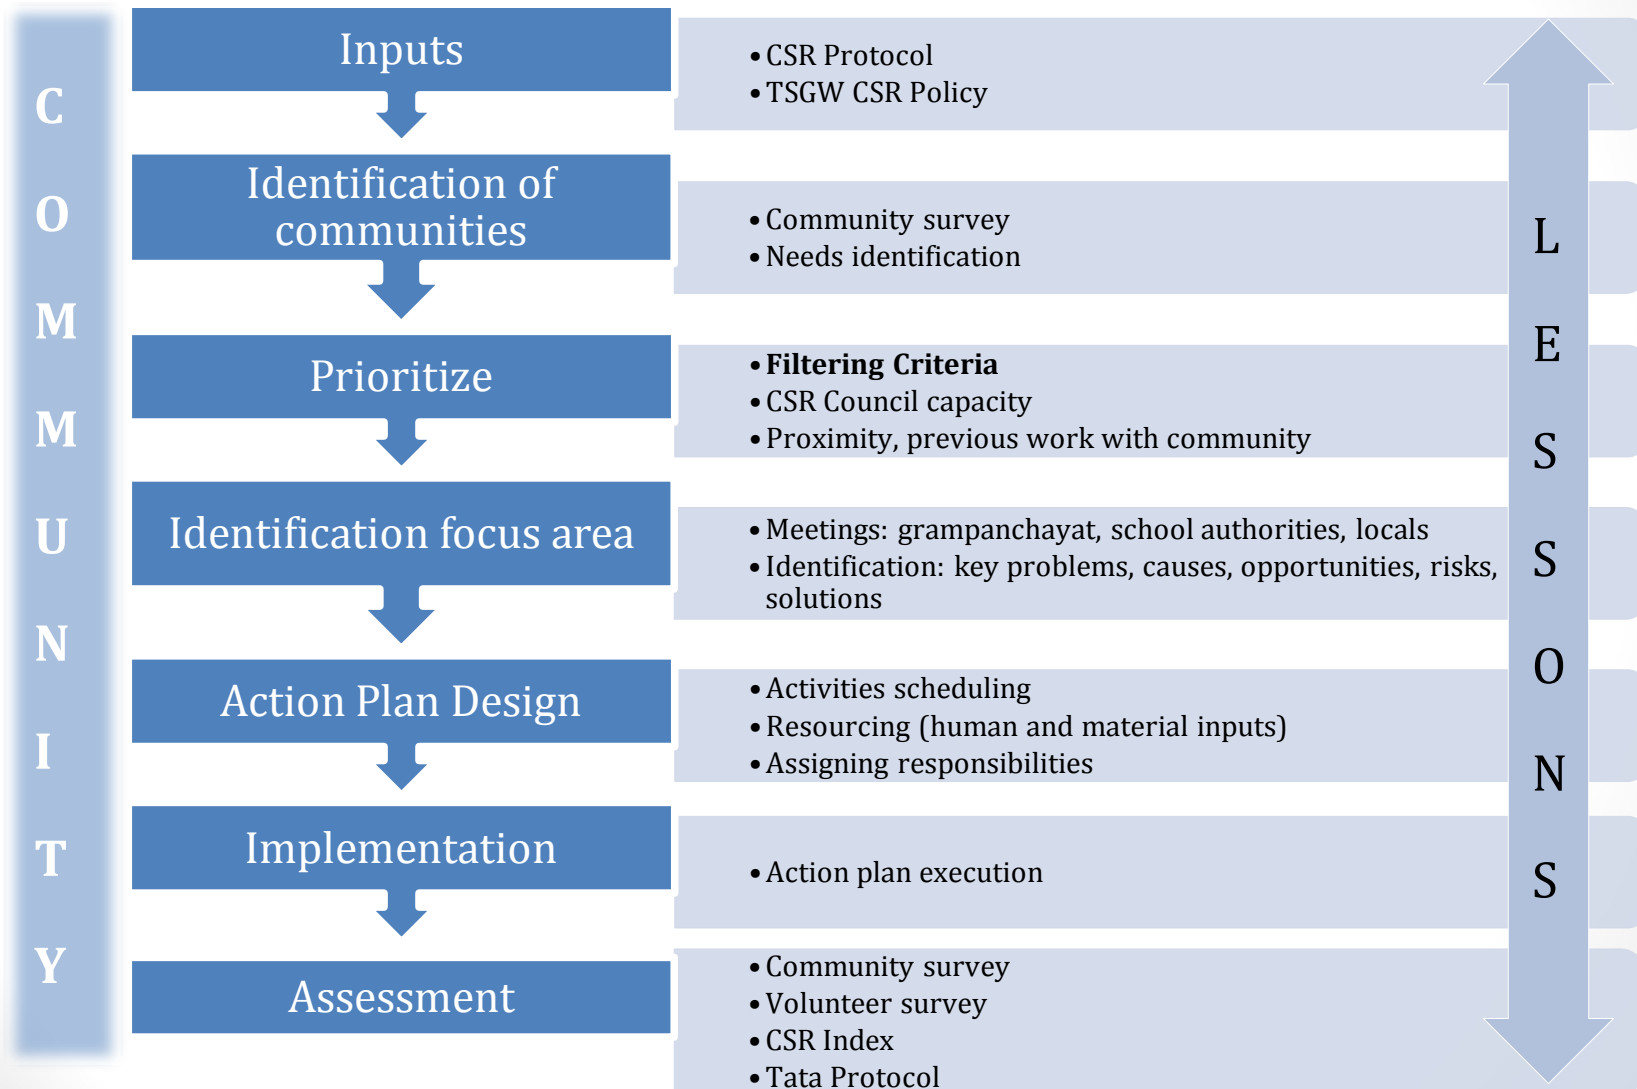 COMMUNITY
Inputs
• CSR Protocol
• TSGW CSR Policy
Identification of
communities
• Community survey
• Needs identification
Prioritize
• Filtering Criteria
• CSR Council capacity
• Proximity, previous work with community
Identification focus area
• Meetings: grampanchayat, school authorities, locals
• Identification: key problems, causes, opportunities, risks,
solutions
Action Plan Design
• Activities scheduling
• Resourcing (human and material inputs)
• Assigning responsibilities
Implementation
• Action plan execution
Assessment
• Community survey
• Volunteer survey
• CSR Index
• Tata Protocol
LESSONS